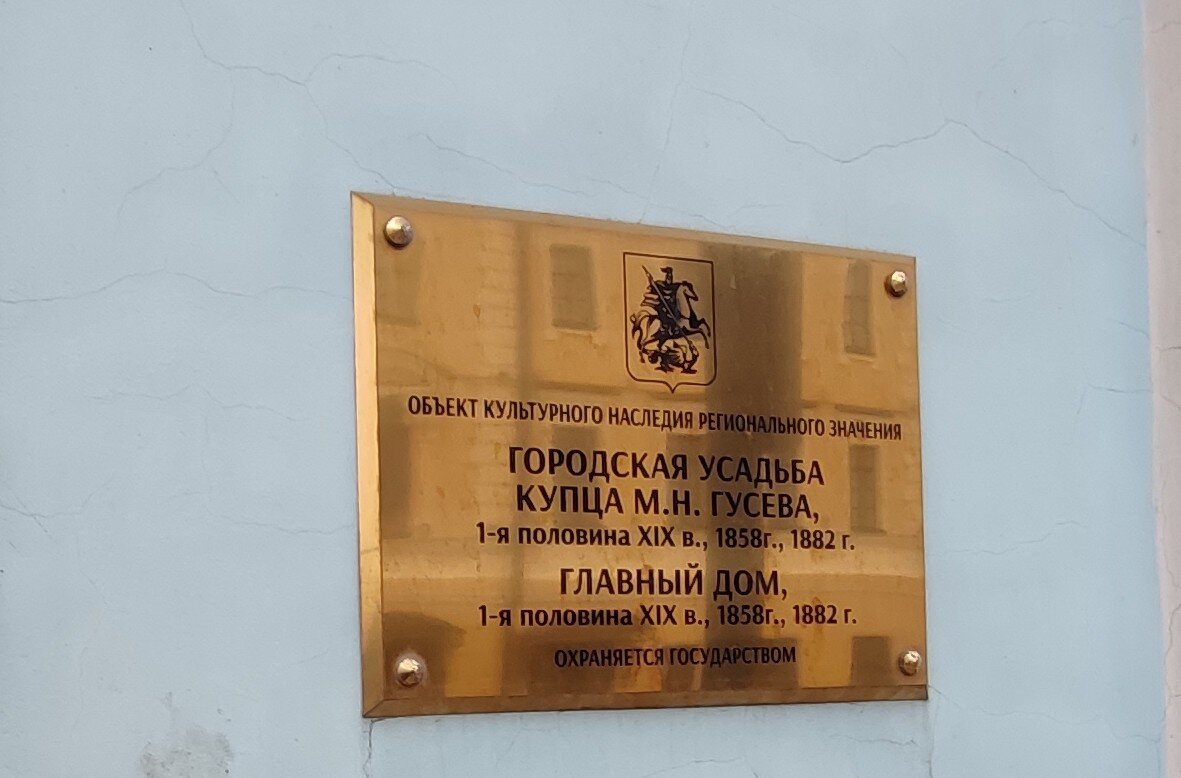 ОБЪЕКТ КУЛЬТУРНОГО НАСЛЕДИЯ РЕГИОНАЛЬНОГО ЗНАЧЕНИЯ
ГОРОДСКАЯ УСАДЬБА
КУПЦА М.Н. ГУСЕВА,
1-я половина XIX в., 1858г., 1882 г.
ГЛАВНЫЙ ДОМ,
1-я половина XIX в., 1858г., 1882 г.
ОХРАНЯЕТСЯ ГОСУДАРСТВОМ